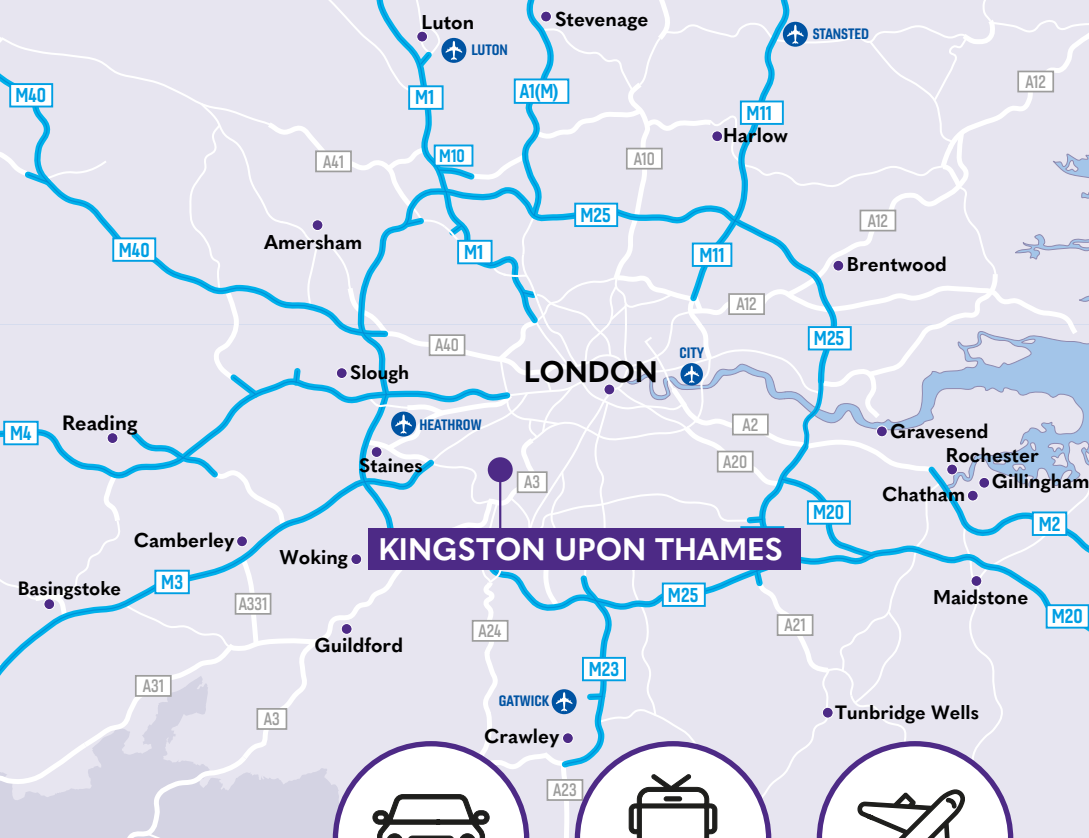 Luton
Stevenage
LUTON
STANSTED
A12
M40
M1
A1(M)
M11
Harlow
M10
A41
A10
M25
A12
Amersham
M40
M1
M11
Brentwood
A12
M25
A40
CITY
LONDON
Slough
Reading
HEATHROW
A2
Gravesend
M4
Rochester
Staines
A20
Gillingham
A3
Chatham
M20
M2
Camberley
Woking
KINGSTON UPON THAMES
M3
Basingstoke
M25
Maidstone
A331
M20
A24
A21
Guildford
M23
A31
GATWICK
A3
Tunbridge Wells
Crawley
A23